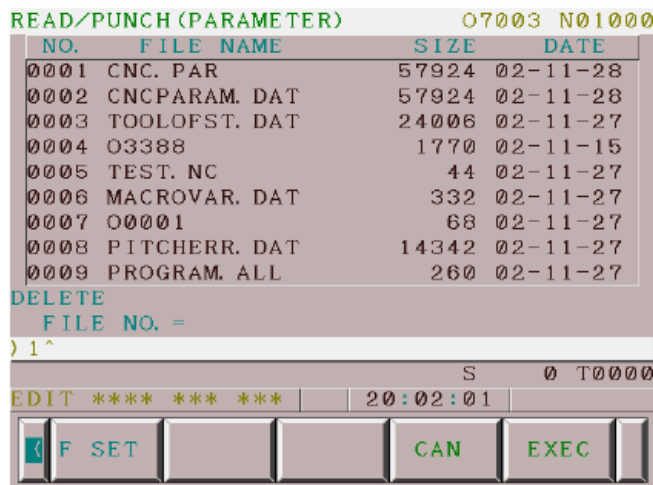 READ/PUNCH(PARAMETER) O7003 N01000
NO. FILE NAME SIZE DATE
0001 CNC. PAR 57924 02-11-28
0002 CNCPARAM. DAT 57924 02-11-28
0003 TOOLOFST. DAT 24006 02-11-27
0004 O3388 1770 02-11-15
0005 TEST. NC 44 02-11-27
0006 MACROVAR. DAT 332 02-11-27
0007 O0001 68 02-11-27
0008 PITCHERR. DAT 14342 02-11-27
0009 PROGRAM. ALL 260 02-11-27
DELETE
FILE NO. =
) 1^
S 0 T0000
EDIT **** *** *** 20:02:01
( F SET CAN EXEC